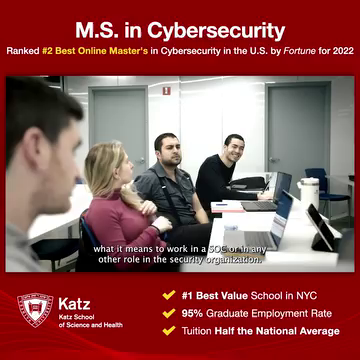 M.S. in Cybersecurity
Ranked #2 Best Online Master's in Cybersecurity in the U.S. by Fortune for 2022
what it means to work in a SOC or in any
other role in the security organization.
Katz
Katz School
of Science and Health
#1 Best Value School in NYC
95% Graduate Employment Rate
Tuition Half the National Average